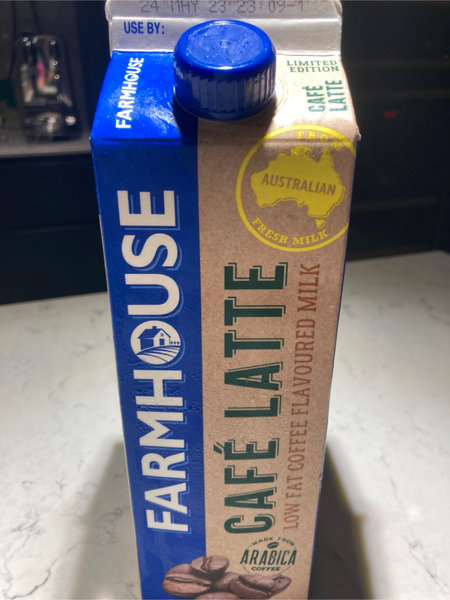 24 MAY 23 23:09-1
USE BY:
FARMHOUSE
LIMITED
EDITION
CAFÉ
LATTE
AUSTRALIAN
FRESH MILK
FARMHOUSE
CAFÉ LATTE
LOW FAT COFFEE FLAVOURED MILK
MADE FROM
ARABICA
COFFEE